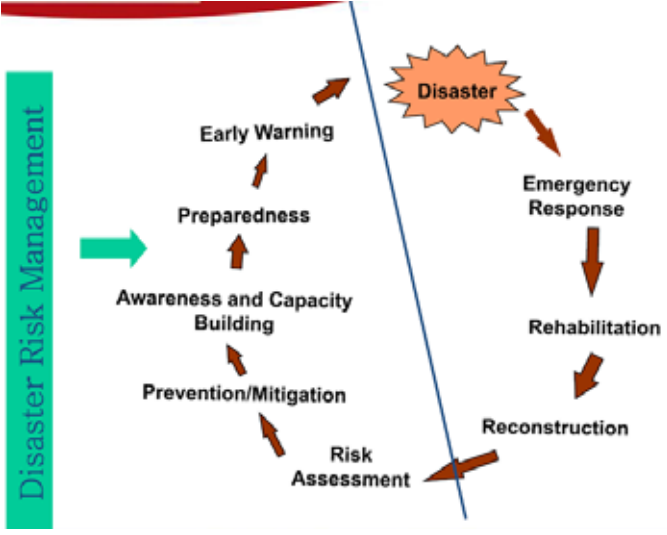 Disaster Risk Management
Disaster
Early Warning
Emergency
Response
Preparedness
Awareness and Capacity
Building
Rehabilitation
Prevention/Mitigation
Reconstruction
Risk
Assessment